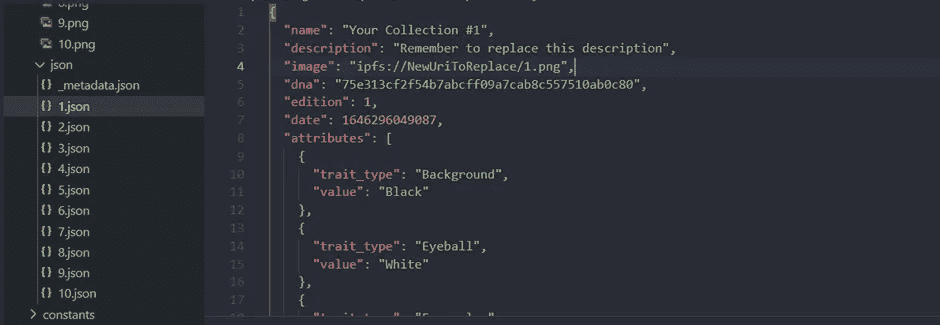 9.png
10.png
json
{} _metadata.json
{} 1.json
{} 2.json
{} 3.json
{} 4.json
{} 5.json
{} 6.json
{} 7.json
{} 8.json
{} 9.json
{} 10.json
constants
1 {
2 "name": "Your Collection #1",
3 "description": "Remember to replace this description",
4 "image": "ipfs://NewUriToReplace/1.png",
5 "dna": "75e313cf2f54b7abcff09a7cab8c557510ab0c80",
6 "edition": 1,
7 "date": 1646296049087,
8 "attributes": [
9 {
10 "trait_type": "Background",
11 "value": "Black"
12 },
13 {
14 "trait_type": "Eyeball",
15 "value": "White"
16 },
17 {